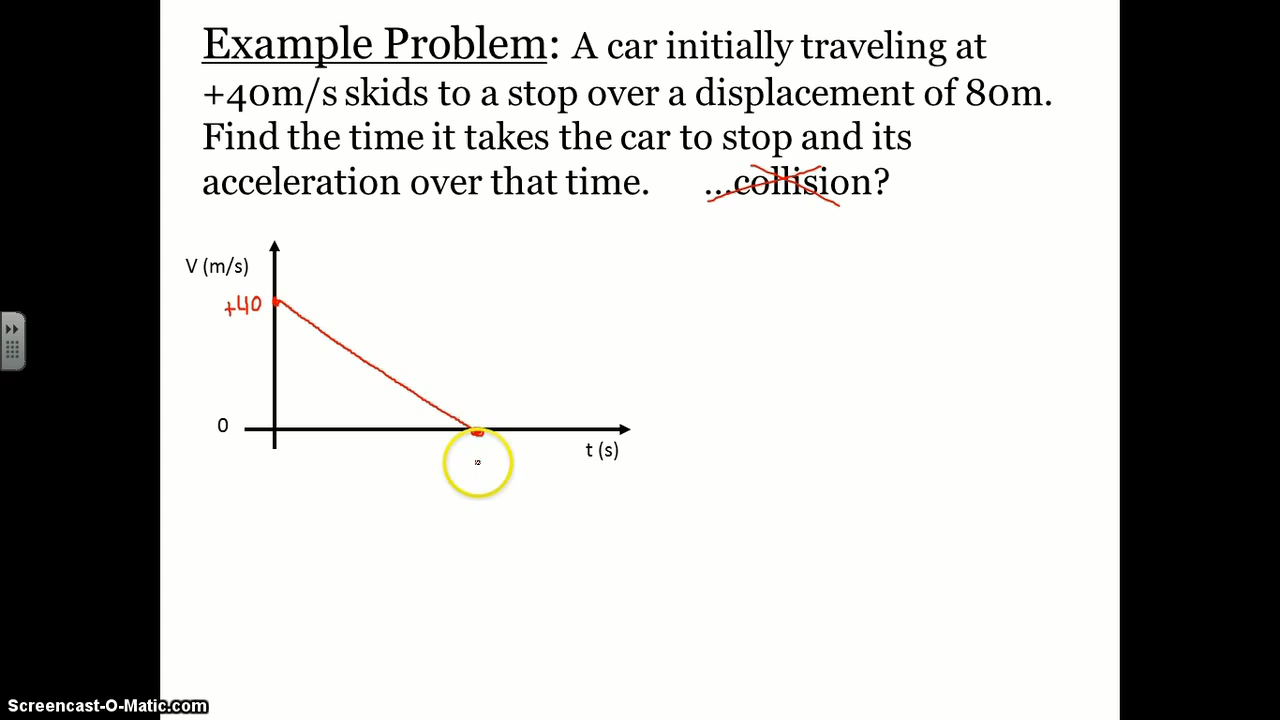 Example Problem: A car initially traveling at
+40m/s skids to a stop over a displacement of 80m.
Find the time it takes the car to stop and its
acceleration over that time. ...collision?
V (m/s)
+40
0
t (s)
Screencast-O-Matic.com